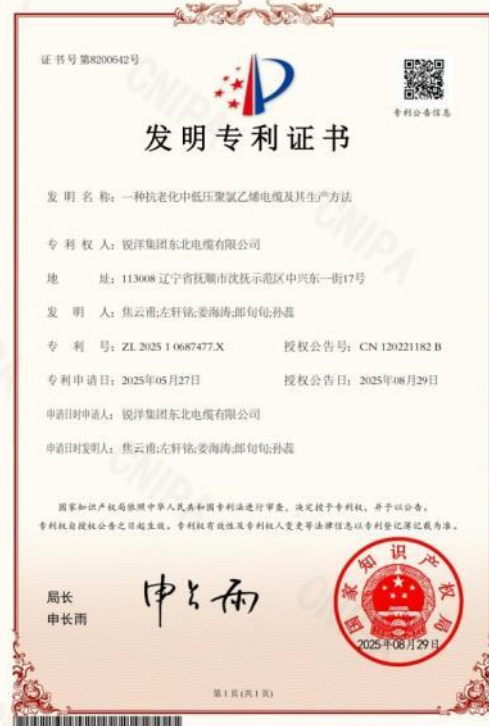 证书号第8200642号
专利公告信息
发明专利证书
发明名称：一种抗老化中低压聚氯乙烯电缆及其生产方法
专利权人：锐洋集团东北电缆有限公司
地址：113008 辽宁省抚顺市沈抚示范区中兴东一街17号
发明人：焦云甫;左轩铭;姜海涛;郎旬旬;孙蕊
专利号：ZL 2025 1 0687477.X 授权公告号：CN 120221182 B
专利申请日：2025年05月27日 授权公告日：2025年08月29日
申请日时申请人：锐洋集团东北电缆有限公司
申请日时发明人：焦云甫;左轩铭;姜海涛;郎旬旬;孙蕊
国家知识产权局依照中华人民共和国专利法进行审查，决定授予专利权，并予以公告。
专利权自授权公告之日起生效。专利权有效性及专利权人变更等法律信息以专利登记簿记载为准。
局长
申长雨
申长雨
国家知识产权局
2025年08月29日
第1页(共1页)
CNIPA
CNIPA
CNIPA